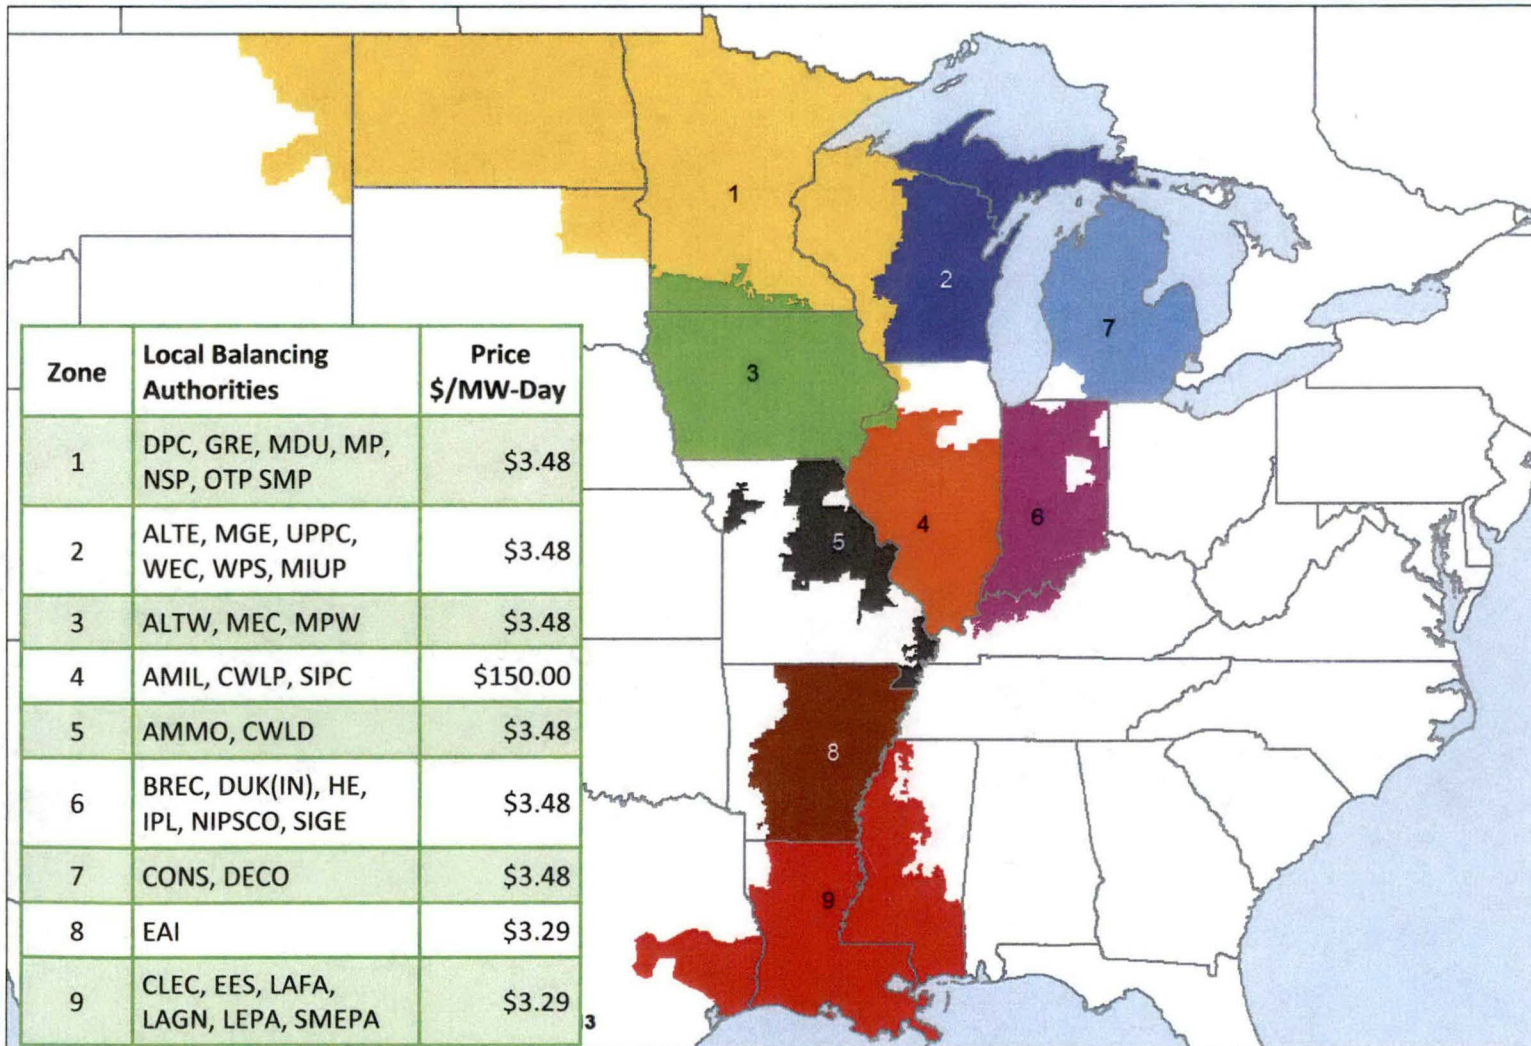 Zone
Local Balancing
Authorities
Price
$/MW-Day
1
DPC, GRE, MDU, MP,
NSP, OTP SMP
$3.48
2
ALTE, MGE, UPPC,
WEC, WPS, MIUP
$3.48
3
ALTW, MEC, MPW
$3.48
4
AMIL, CWLP, SIPC
$150.00
5
AMMO, CWLD
$3.48
6
BREC, DUK(IN), HE,
IPL, NIPSCO, SIGE
$3.48
7
CONS, DECO
$3.48
8
EAI
$3.29
9
CLEC, EES, LAFA,
LAGN, LEPA, SMEPA
$3.29
1
2
7
3
4
6
5
8
9
3